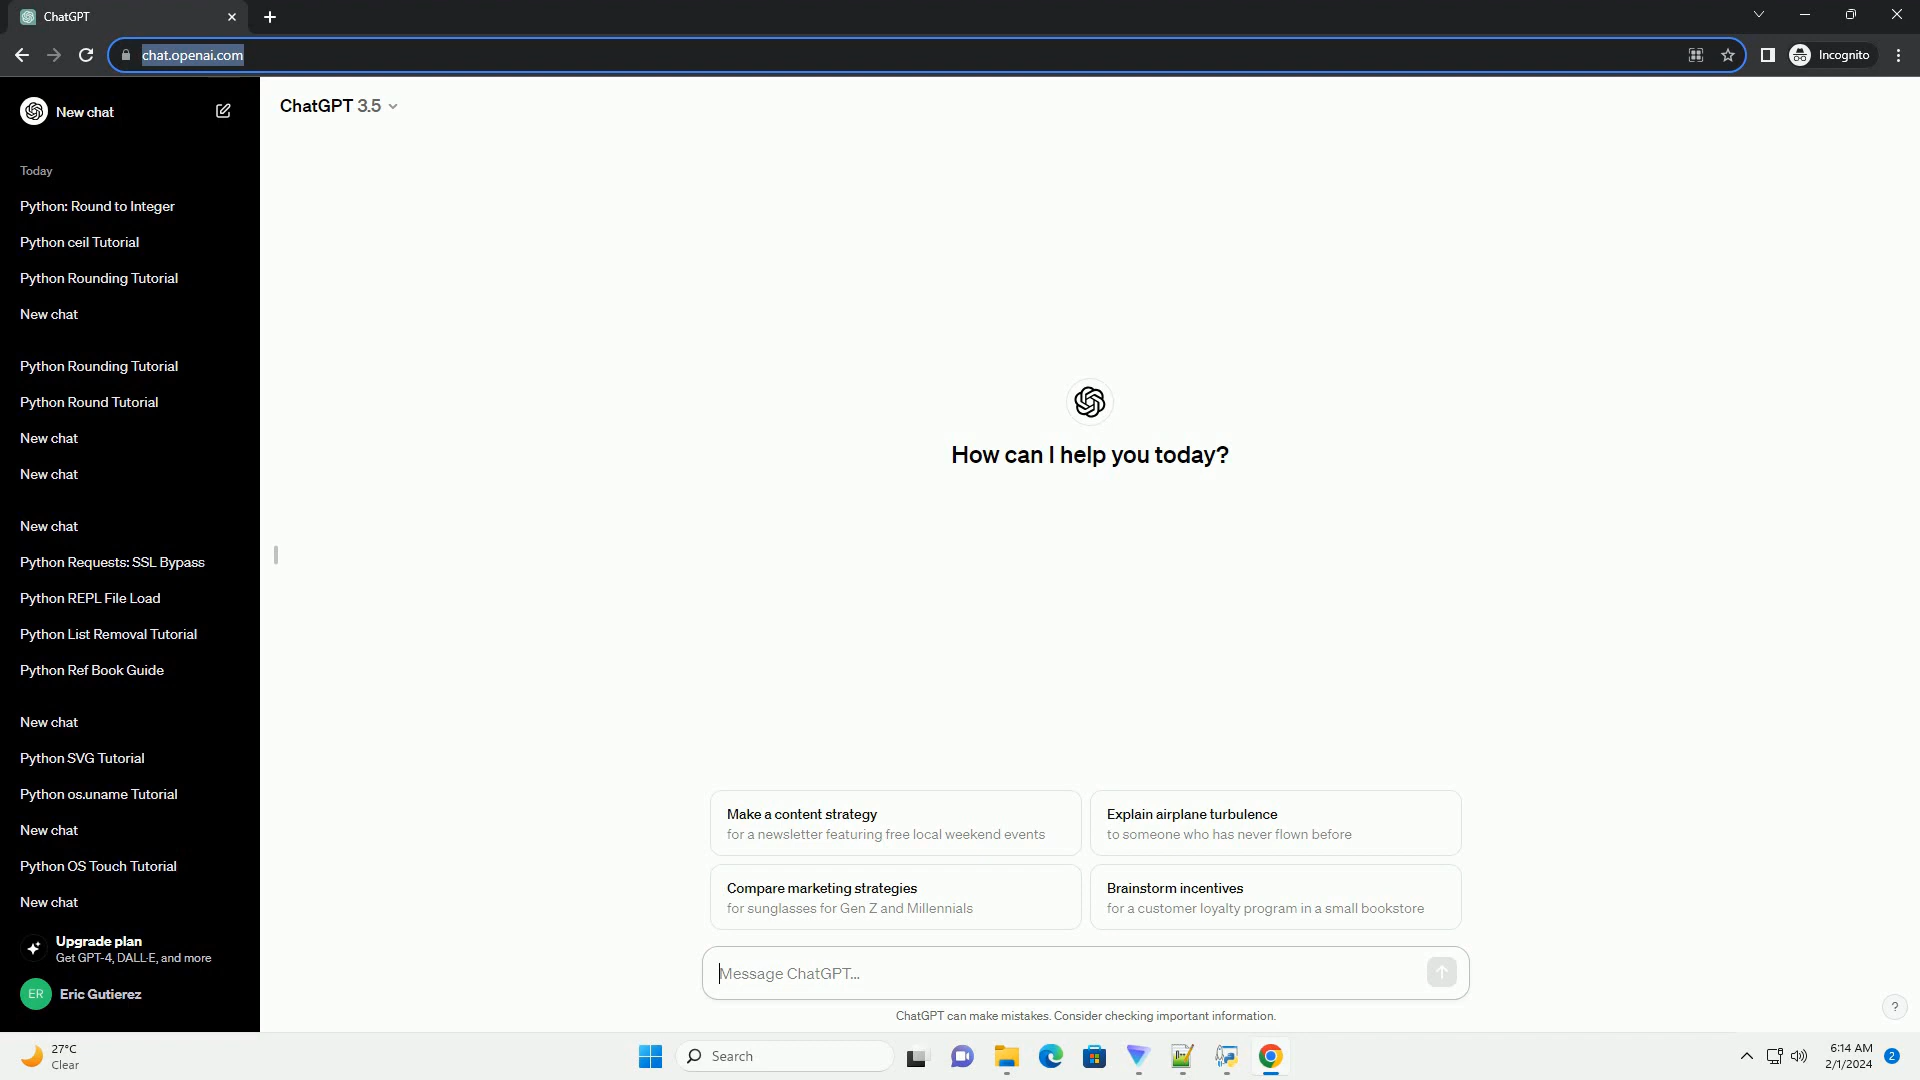 ChatGPT
chat.openai.com
Incognito
New chat
ChatGPT 3.5
Today
Python: Round to Integer
Python ceil Tutorial
Python Rounding Tutorial
New chat
Python Rounding Tutorial
Python Round Tutorial
New chat
New chat
New chat
Python Requests: SSL Bypass
Python REPL File Load
Python List Removal Tutorial
Python Ref Book Guide
New chat
Python SVG Tutorial
Python os.uname Tutorial
New chat
Python OS Touch Tutorial
New chat
Upgrade plan
Get GPT-4, DALL·E, and more
ER
Eric Gutierez
How can I help you today?
Make a content strategy
for a newsletter featuring free local weekend events
Explain airplane turbulence
to someone who has never flown before
Compare marketing strategies
for sunglasses for Gen Z and Millennials
Brainstorm incentives
for a customer loyalty program in a small bookstore
Message ChatGPT...
ChatGPT can make mistakes. Consider checking important information.
?
27°C
Clear
Search
6:14 AM
2/1/2024
2